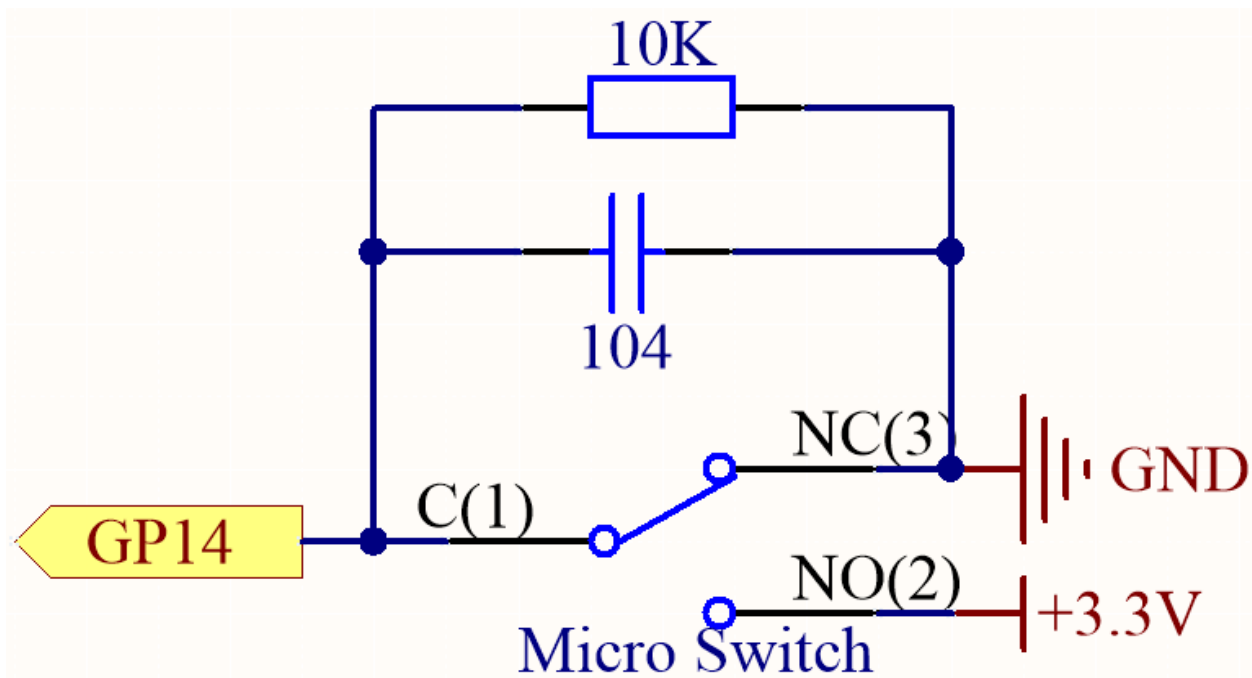 10K
104
NC(3)
GND
C(1)
GP14
NO(2)
+3.3V
Micro Switch